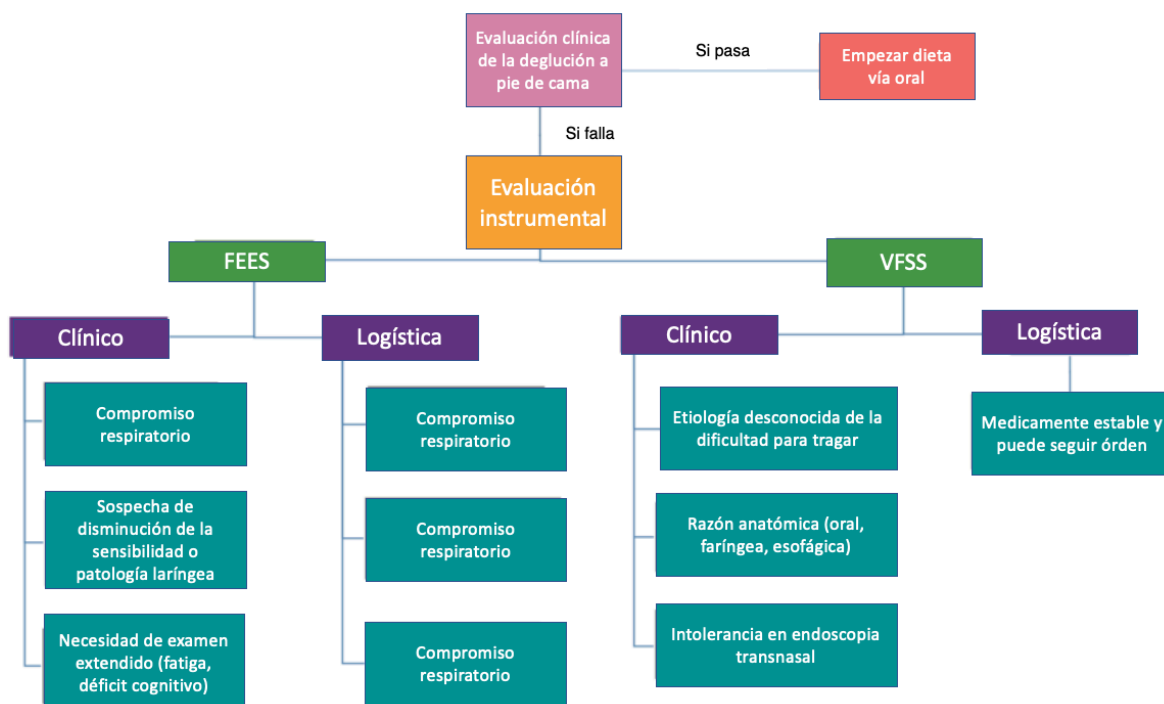 Evaluación clínica
de la deglución a
pie de cama
Si pasa
Empezar dieta
vía oral
Si falla
Evaluación
instrumental
FEES
VFSS
Clínico
Logística
Clínico
Logística
Compromiso
respiratorio
Sospecha de
disminución de la
sensibilidad o
patología laríngea
Necesidad de examen
extendido (fatiga,
déficit cognitivo)
Compromiso
respiratorio
Compromiso
respiratorio
Compromiso
respiratorio
Etiología desconocida de la
dificultad para tragar
Razón anatómica (oral,
faríngea, esofágica)
Intolerancia en endoscopia
transnasal
Medicamente estable y
puede seguir órden